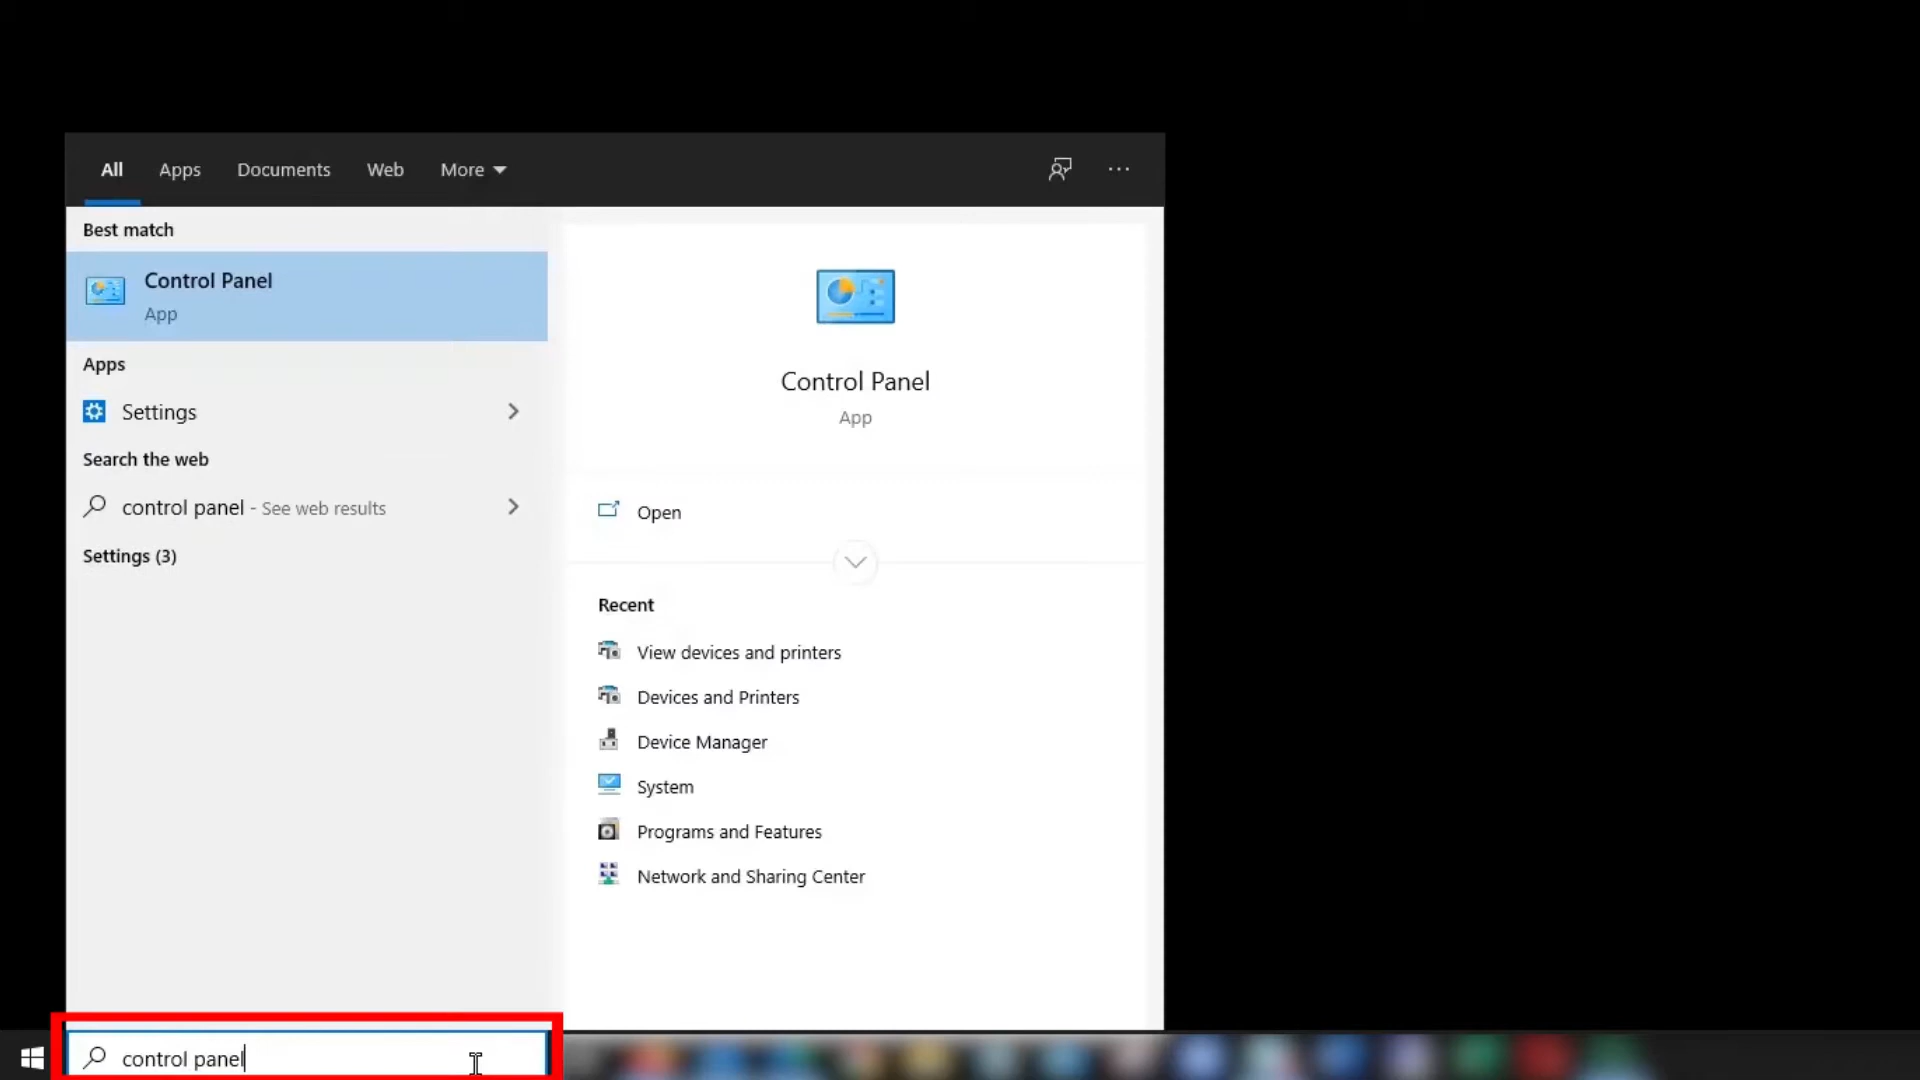 All Apps Documents Web More
Best match
Control Panel
App
Apps
Settings
Search the web
control panel - See web results
Settings (3)
Control Panel
App
Open
Recent
View devices and printers
Devices and Printers
Device Manager
System
Programs and Features
Network and Sharing Center
control panel